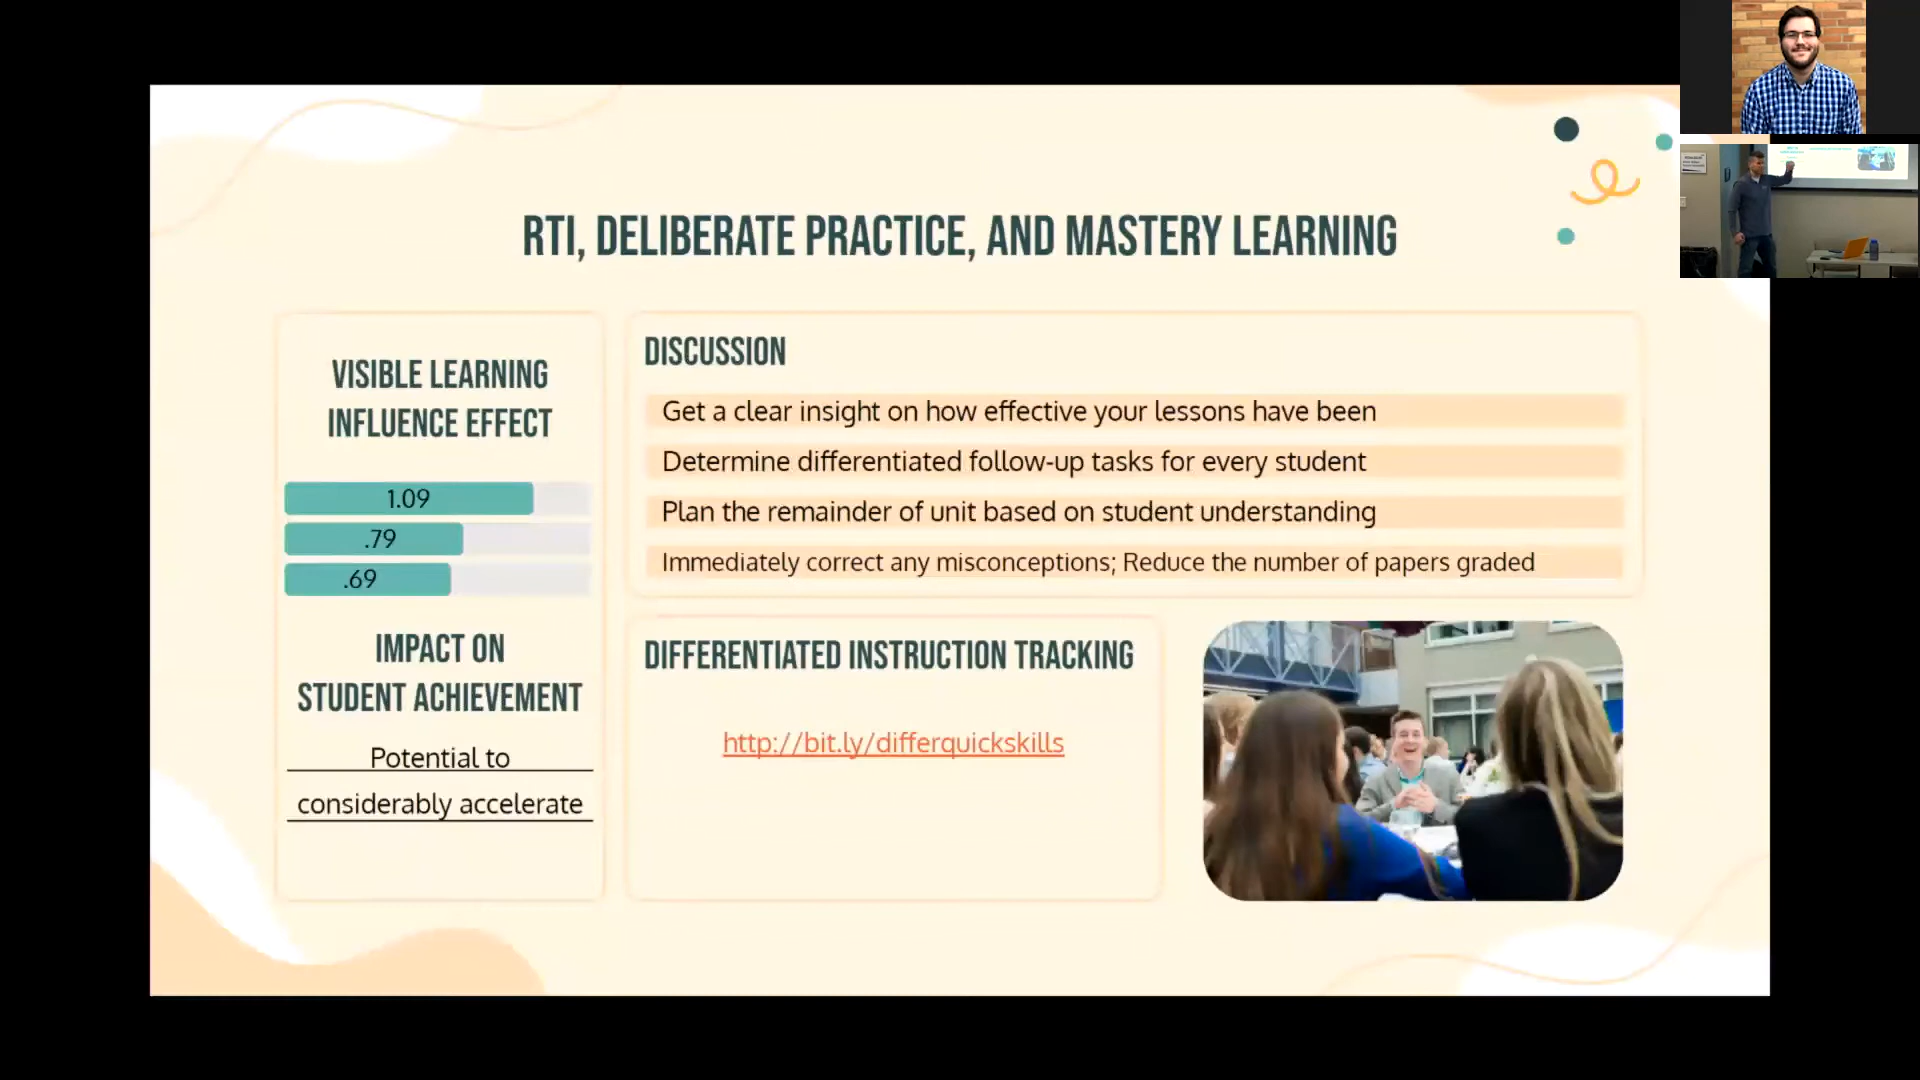 RTI, DELIBERATE PRACTICE, AND MASTERY LEARNING
VISIBLE LEARNING
INFLUENCE EFFECT
1.09
.79
.69
IMPACT ON
STUDENT ACHIEVEMENT
Potential to
considerably accelerate
DISCUSSION
Get a clear insight on how effective your lessons have been
Determine differentiated follow-up tasks for every student
Plan the remainder of unit based on student understanding
Immediately correct any misconceptions; Reduce the number of papers graded
DIFFERENTIATED INSTRUCTION TRACKING
http://bit.ly/differquickskills